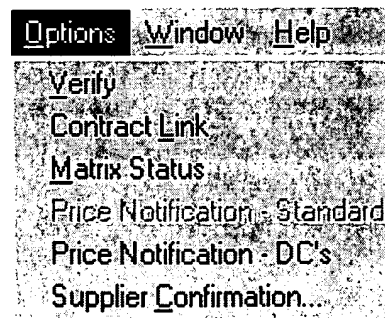 Options Window Help
Verify
Contract Link
Matrix Status
Price Notification - Standard
Price Notification - DC's
Supplier Confirmation...